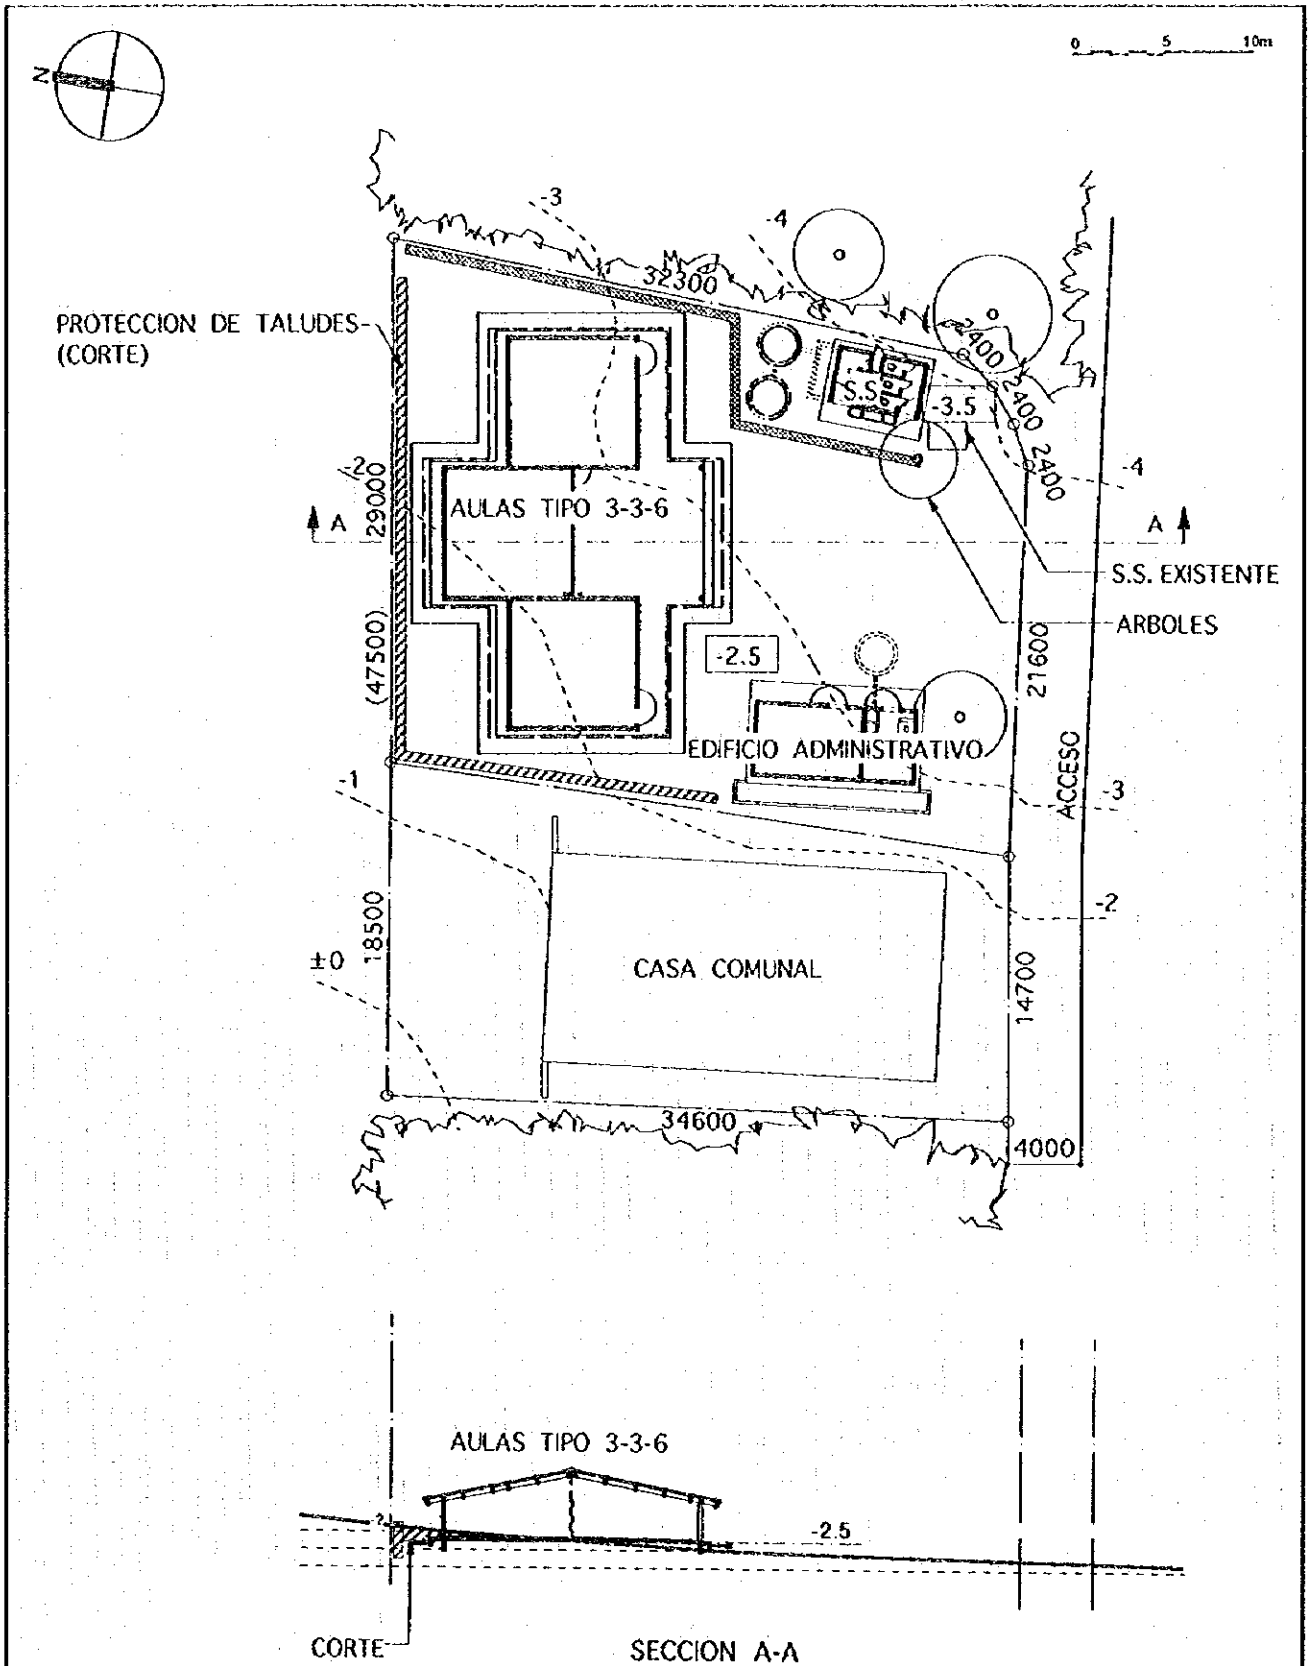 N
0 5 10m
-3
-4
32300
PROTECCION DE TALUDES
(CORTE)
2400
S.S
-3.5
2400
2400
-4
-2
29000
AULAS TIPO 3-3-6
A
A
S.S. EXISTENTE
ARBOLES
(47500)
-2.5
21600
EDIFICIO ADMINISTRATIVO
ACCESO
-1
-3
18500
-2
±0
CASA COMUNAL
14700
34600
4000
AULAS TIPO 3-3-6
-2.5
CORTE
SECCION A-A